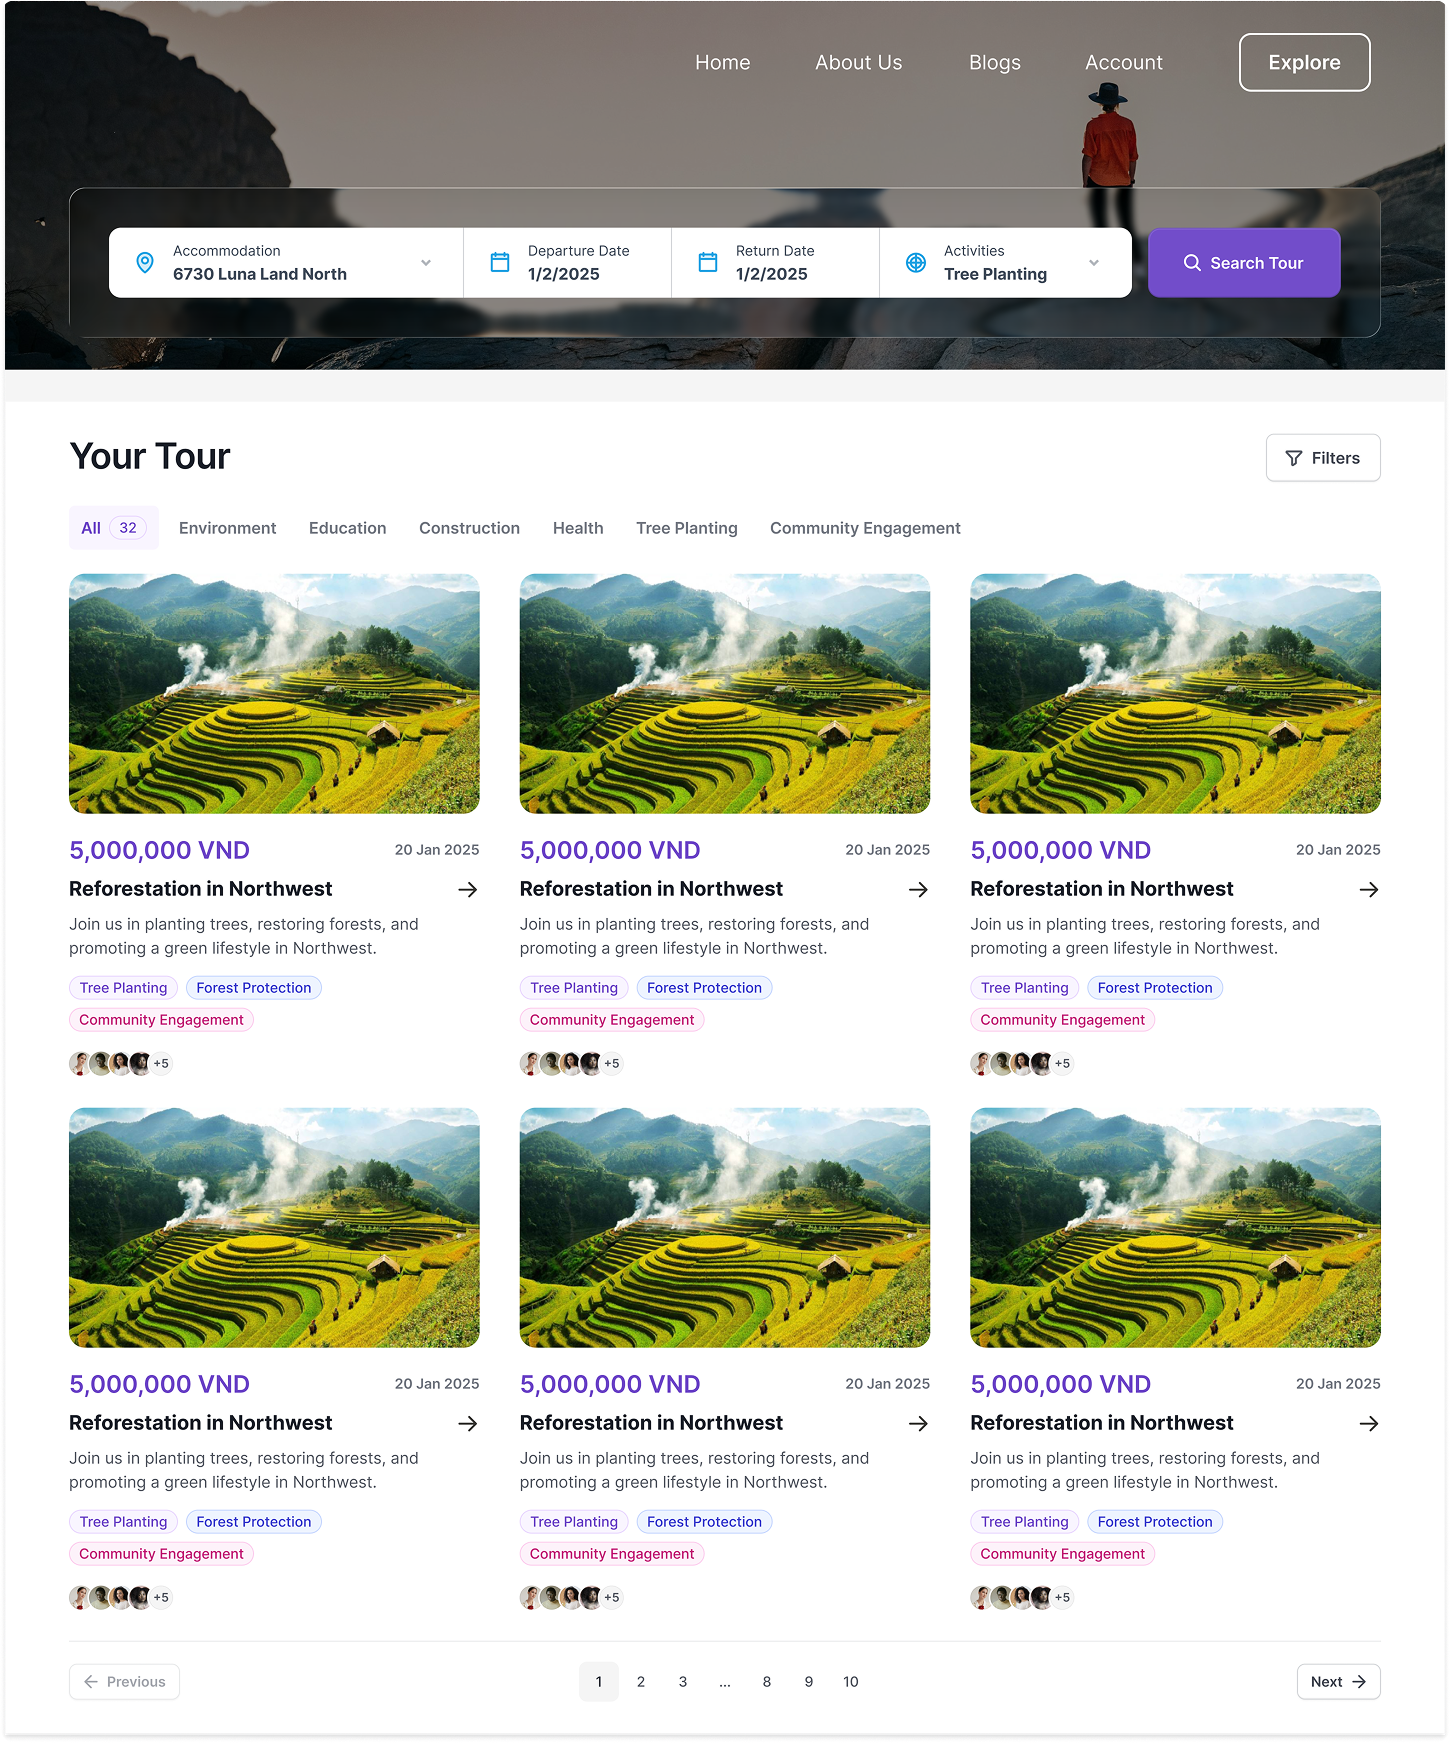 Home About Us Blogs Account Explore
Accommodation Departure Date Return Date Activities
6730 Luna Land North 1/2/2025 1/2/2025 Tree Planting Search Tour
Your Tour Filters
All 32 Environment Education Construction Health Tree Planting Community Engagement
5,000,000 VND 20 Jan 2025 5,000,000 VND 20 Jan 2025 5,000,000 VND 20 Jan 2025
Reforestation in Northwest Reforestation in Northwest Reforestation in Northwest
Join us in planting trees, restoring forests, and Join us in planting trees, restoring forests, and Join us in planting trees, restoring forests, and
promoting a green lifestyle in Northwest. promoting a green lifestyle in Northwest. promoting a green lifestyle in Northwest.
Tree Planting Forest Protection Tree Planting Forest Protection Tree Planting Forest Protection
Community Engagement Community Engagement Community Engagement
+5 +5 +5
5,000,000 VND 20 Jan 2025 5,000,000 VND 20 Jan 2025 5,000,000 VND 20 Jan 2025
Reforestation in Northwest Reforestation in Northwest Reforestation in Northwest
Join us in planting trees, restoring forests, and Join us in planting trees, restoring forests, and Join us in planting trees, restoring forests, and
promoting a green lifestyle in Northwest. promoting a green lifestyle in Northwest. promoting a green lifestyle in Northwest.
Tree Planting Forest Protection Tree Planting Forest Protection Tree Planting Forest Protection
Community Engagement Community Engagement Community Engagement
+5 +5 +5
Previous 1 2 3 ... 8 9 10 Next